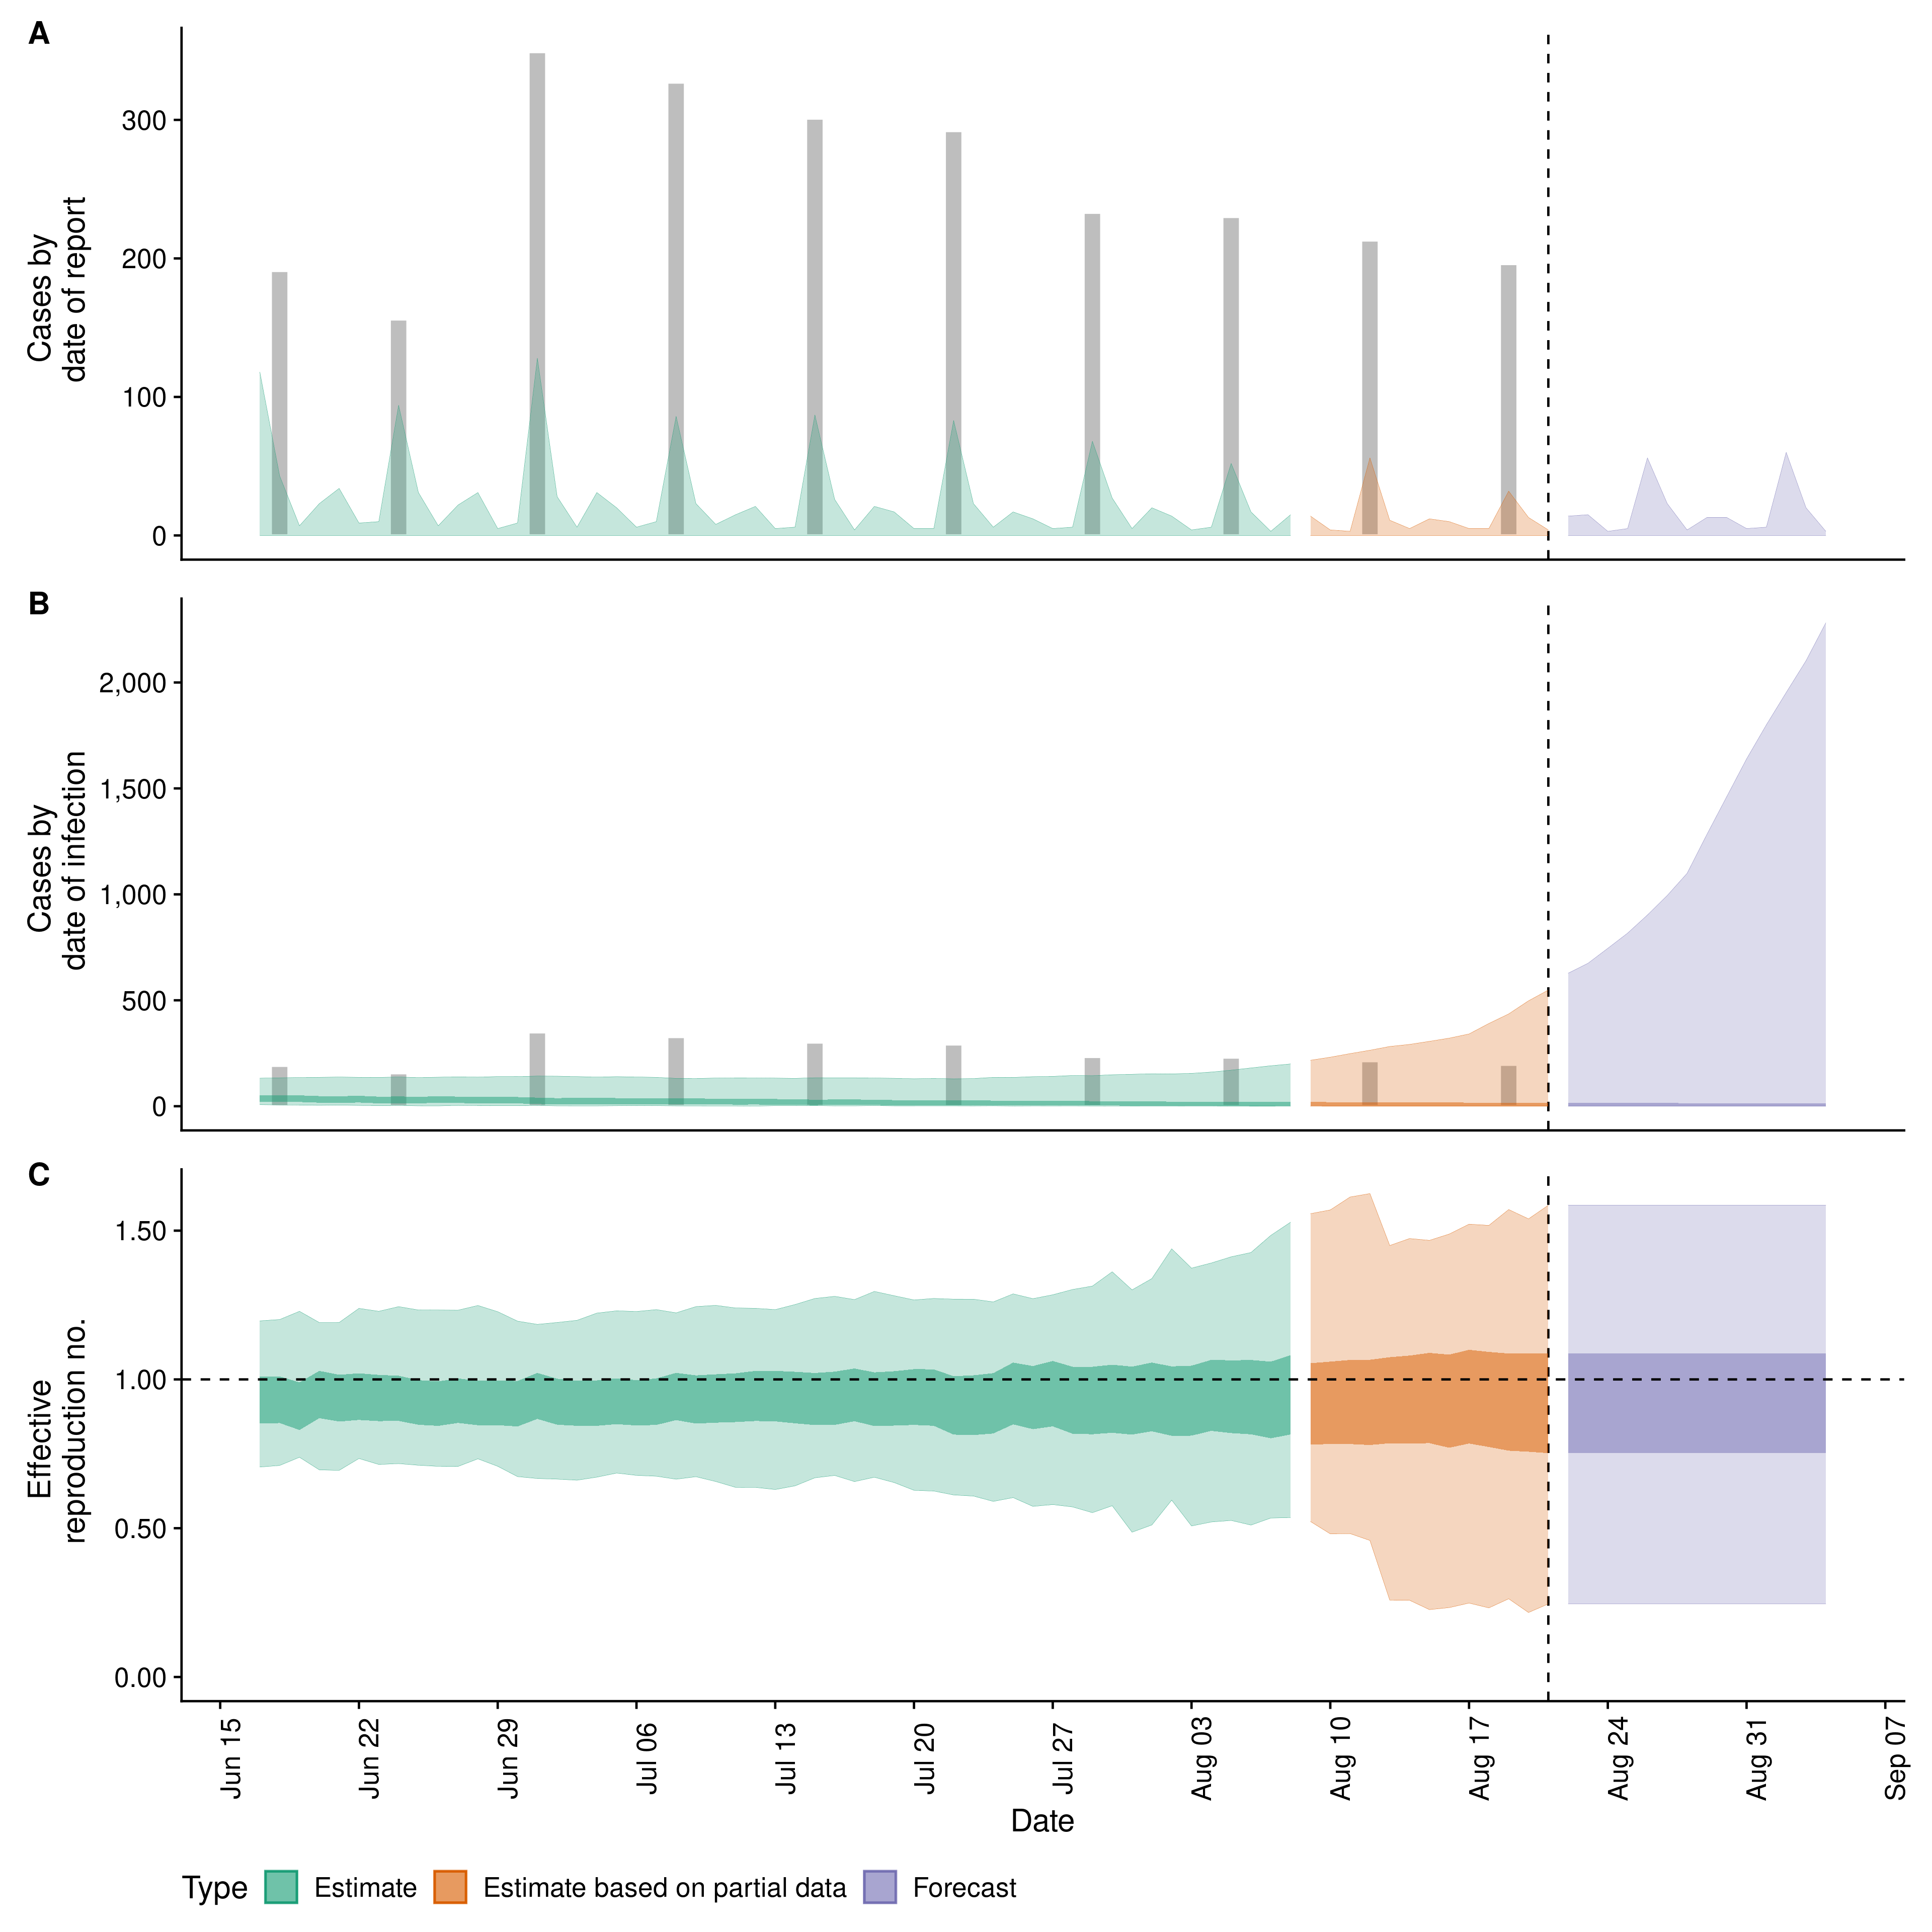 A
Cases by
date of report
300
200
100
0
B
Cases by
date of infection
2,000
1,500
1,000
500
0
C
Effective
reproduction no.
1.50
1.00
0.50
0.00
Jun 15
Jun 22
Jun 29
Jul 06
Jul 13
Jul 20
Jul 27
Aug 03
Aug 10
Aug 17
Aug 24
Aug 31
Sep 07
Date
Type Estimate Estimate based on partial data Forecast